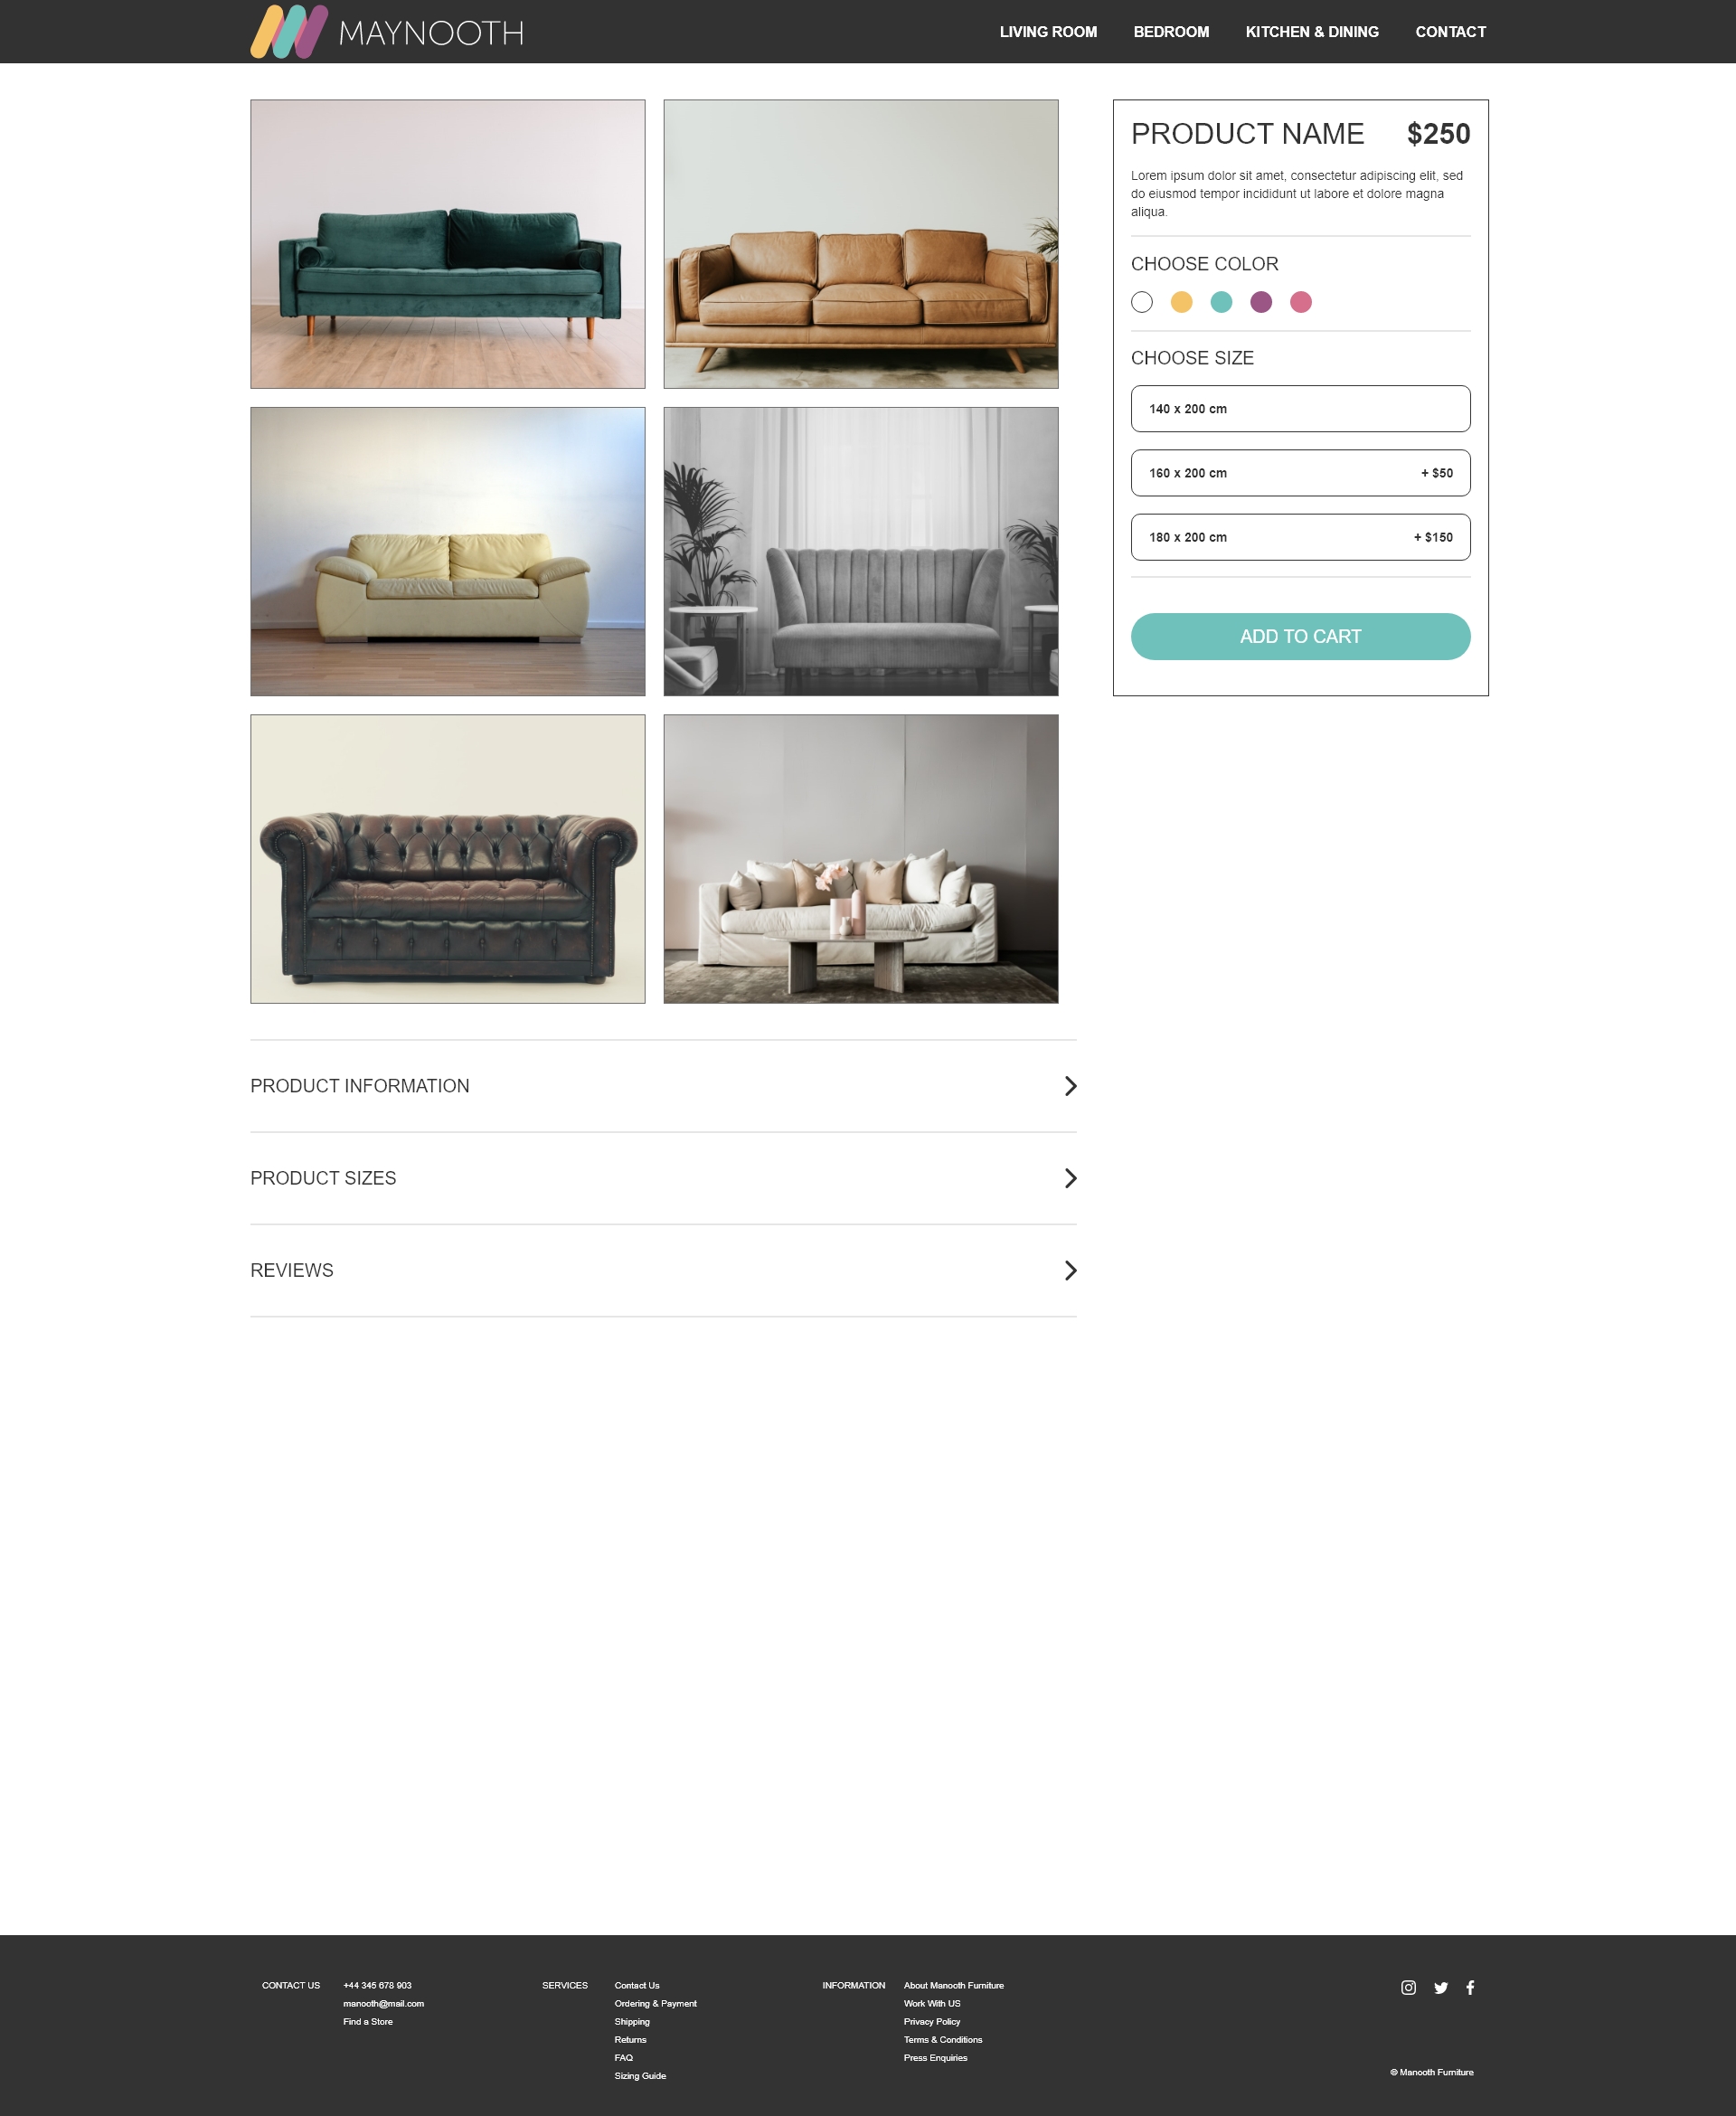 MAYNOOTH
LIVING ROOM
BEDROOM
KITCHEN & DINING
CONTACT
PRODUCT NAME
$250
Lorem ipsum dolor sit amet, consectetur adipiscing elit, sed
do eiusmod tempor incididunt ut labore et dolore magna
aliqua.
CHOOSE COLOR
CHOOSE SIZE
140 x 200 cm
160 x 200 cm + $50
180 x 200 cm + $150
ADD TO CART
PRODUCT INFORMATION
PRODUCT SIZES
REVIEWS
CONTACT US
+44 345 678 903
manooth@mail.com
Find a Store
SERVICES
Contact Us
Ordering & Payment
Shipping
Returns
FAQ
Sizing Guide
INFORMATION
About Manooth Furniture
Work With US
Privacy Policy
Terms & Conditions
Press Enquiries
© Manooth Furniture